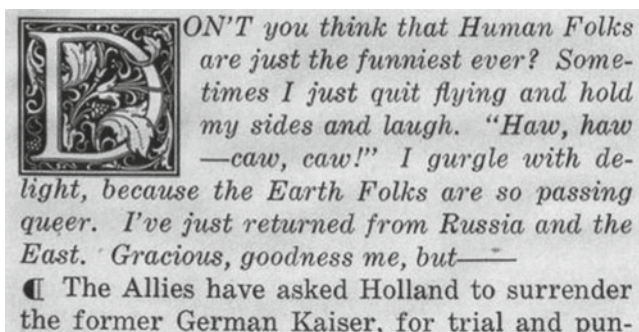 DON'T you think that Human Folks
are just the funniest ever? Some-
times I just quit flying and hold
my sides and laugh. "Haw, haw
—caw, caw!" I gurgle with de-
light, because the Earth Folks are so passing
queer. I've just returned from Russia and the
East. Gracious, goodness me, but——
¶ The Allies have asked Holland to surrender
the former German Kaiser, for trial and pun-